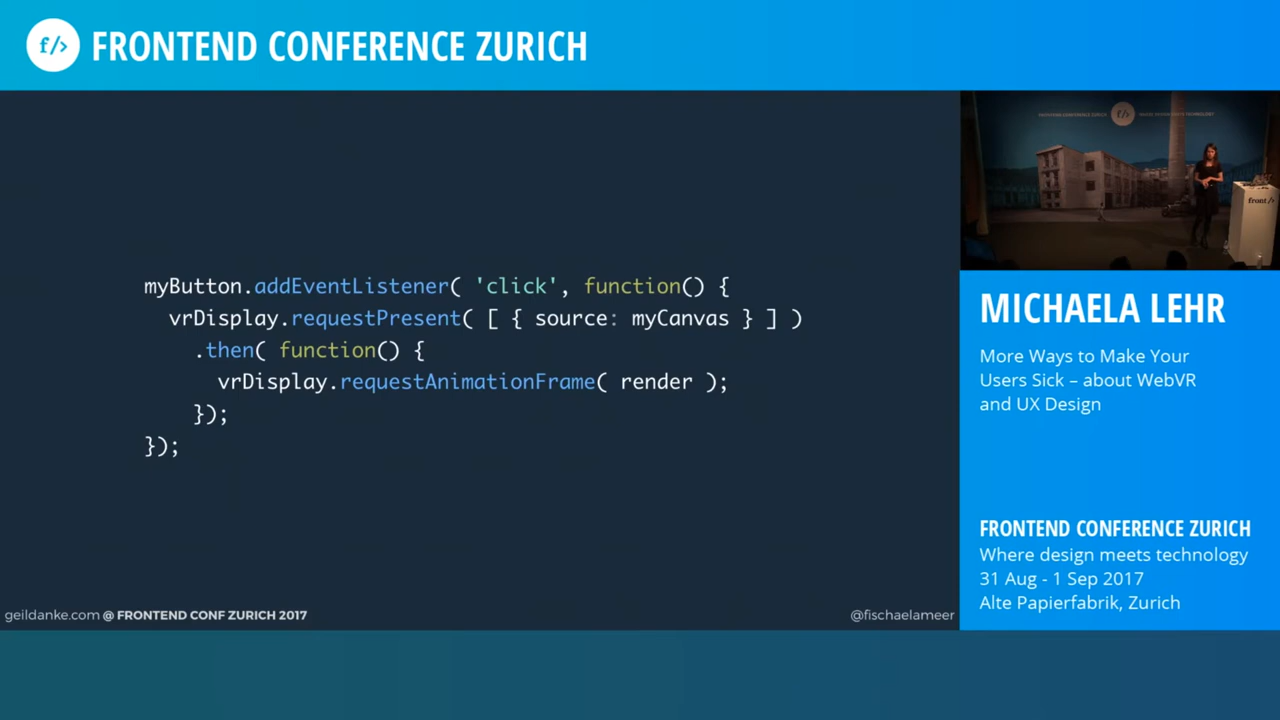 f/>
FRONTEND CONFERENCE ZURICH
myButton.addEventListener( 'click', function() {
vrDisplay.requestPresent( [ { source: myCanvas } ] )
.then( function() {
vrDisplay.requestAnimationFrame( render );
});
});
geildanke.com @ FRONTEND CONF ZURICH 2017
@fischaelameer
f/>
front />
MICHAELA LEHR
More Ways to Make Your
Users Sick – about WebVR
and UX Design
FRONTEND CONFERENCE ZURICH
Where design meets technology
31 Aug - 1 Sep 2017
Alte Papierfabrik, Zurich